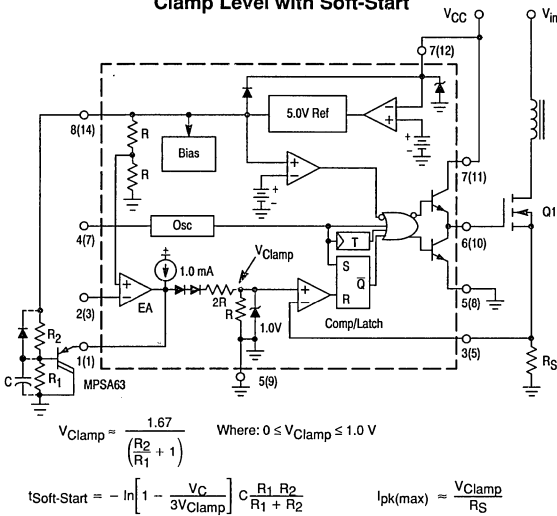 Clamp Level with Soft-Start
VCC
Vin
7(12)
5.0V Ref
+
−
8(14)
R
Bias
R
+
−
+
−
+
−
7(11)
Q1
4(7)
Osc
T
6(10)
VClamp
1.0 mA
S
Q
R
2R
R
1.0V
+
−
EA
2(3)
Comp/Latch
5(8)
3(5)
R2
1(1)
C
R1
MPSA63
5(9)
RS
VClamp ≈ 1.67 / (R2/R1 + 1) Where: 0 ≤ VClamp ≤ 1.0 V
tSoft-Start = − ln[1 − VC/3VClamp] C R1 R2/R1 + R2 Ipk(max) ≈ VClamp/RS